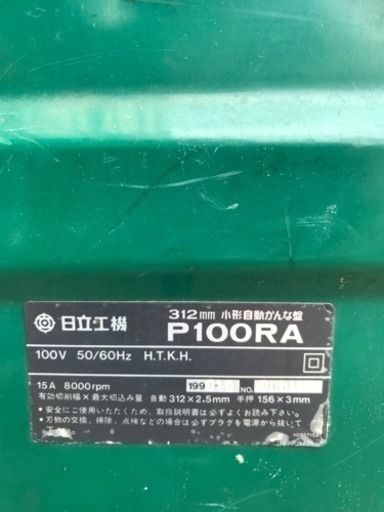 312mm 小形自動かんな盤
日立工機 P100RA
100V 50/60Hz H.T.K.H.
15A 8000rpm 199 NO.
有効切削幅×最大切込み量 自動 312×2.5mm 手押 156×3mm
・安全にご使用いただくため、取扱説明書は必ずよくお読みください。
・刃物の交換、掃除、点検などの場合は必ずプラグを電源から抜いて